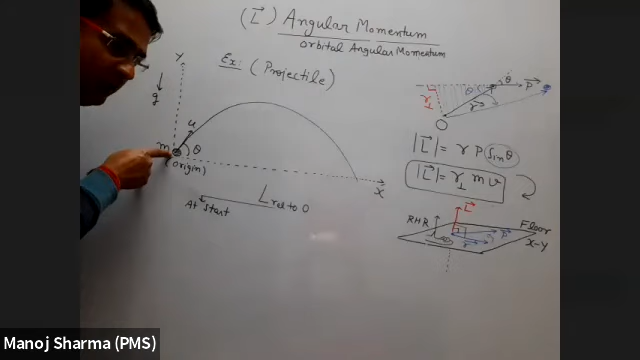 (L⃗) Angular Momentum
Orbital Angular Momentum
Ex: (Projectile)
Y
g
u
m
θ
(origin)
X⃗
At Start
L rel to O
r⊥
θ
θ
P⃗
r⃗
O
|L⃗| = r P Sinθ
|L⃗| = r⊥ m v
RHR
L⃗
Floor
X-Y
P⃗
r⃗
Manoj Sharma (PMS)